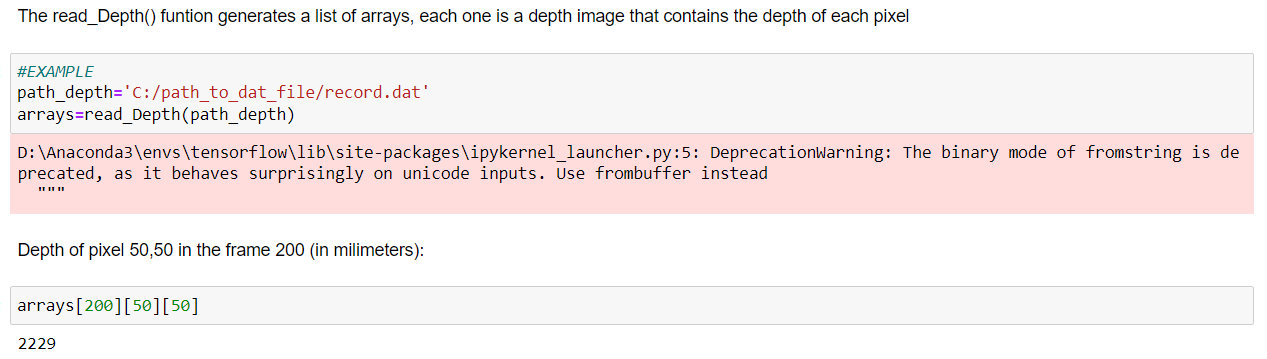 The read_Depth() funtion generates a list of arrays, each one is a depth image that contains the depth of each pixel
#EXAMPLE
path_depth='C:/path_to_dat_file/record.dat'
arrays=read_Depth(path_depth)
D:\Anaconda3\envs\tensorflow\lib\site-packages\ipykernel_launcher.py:5: DeprecationWarning: The binary mode of fromstring is de
precated, as it behaves surprisingly on unicode inputs. Use frombuffer instead
  """
Depth of pixel 50,50 in the frame 200 (in milimeters):
arrays[200][50][50]
2229